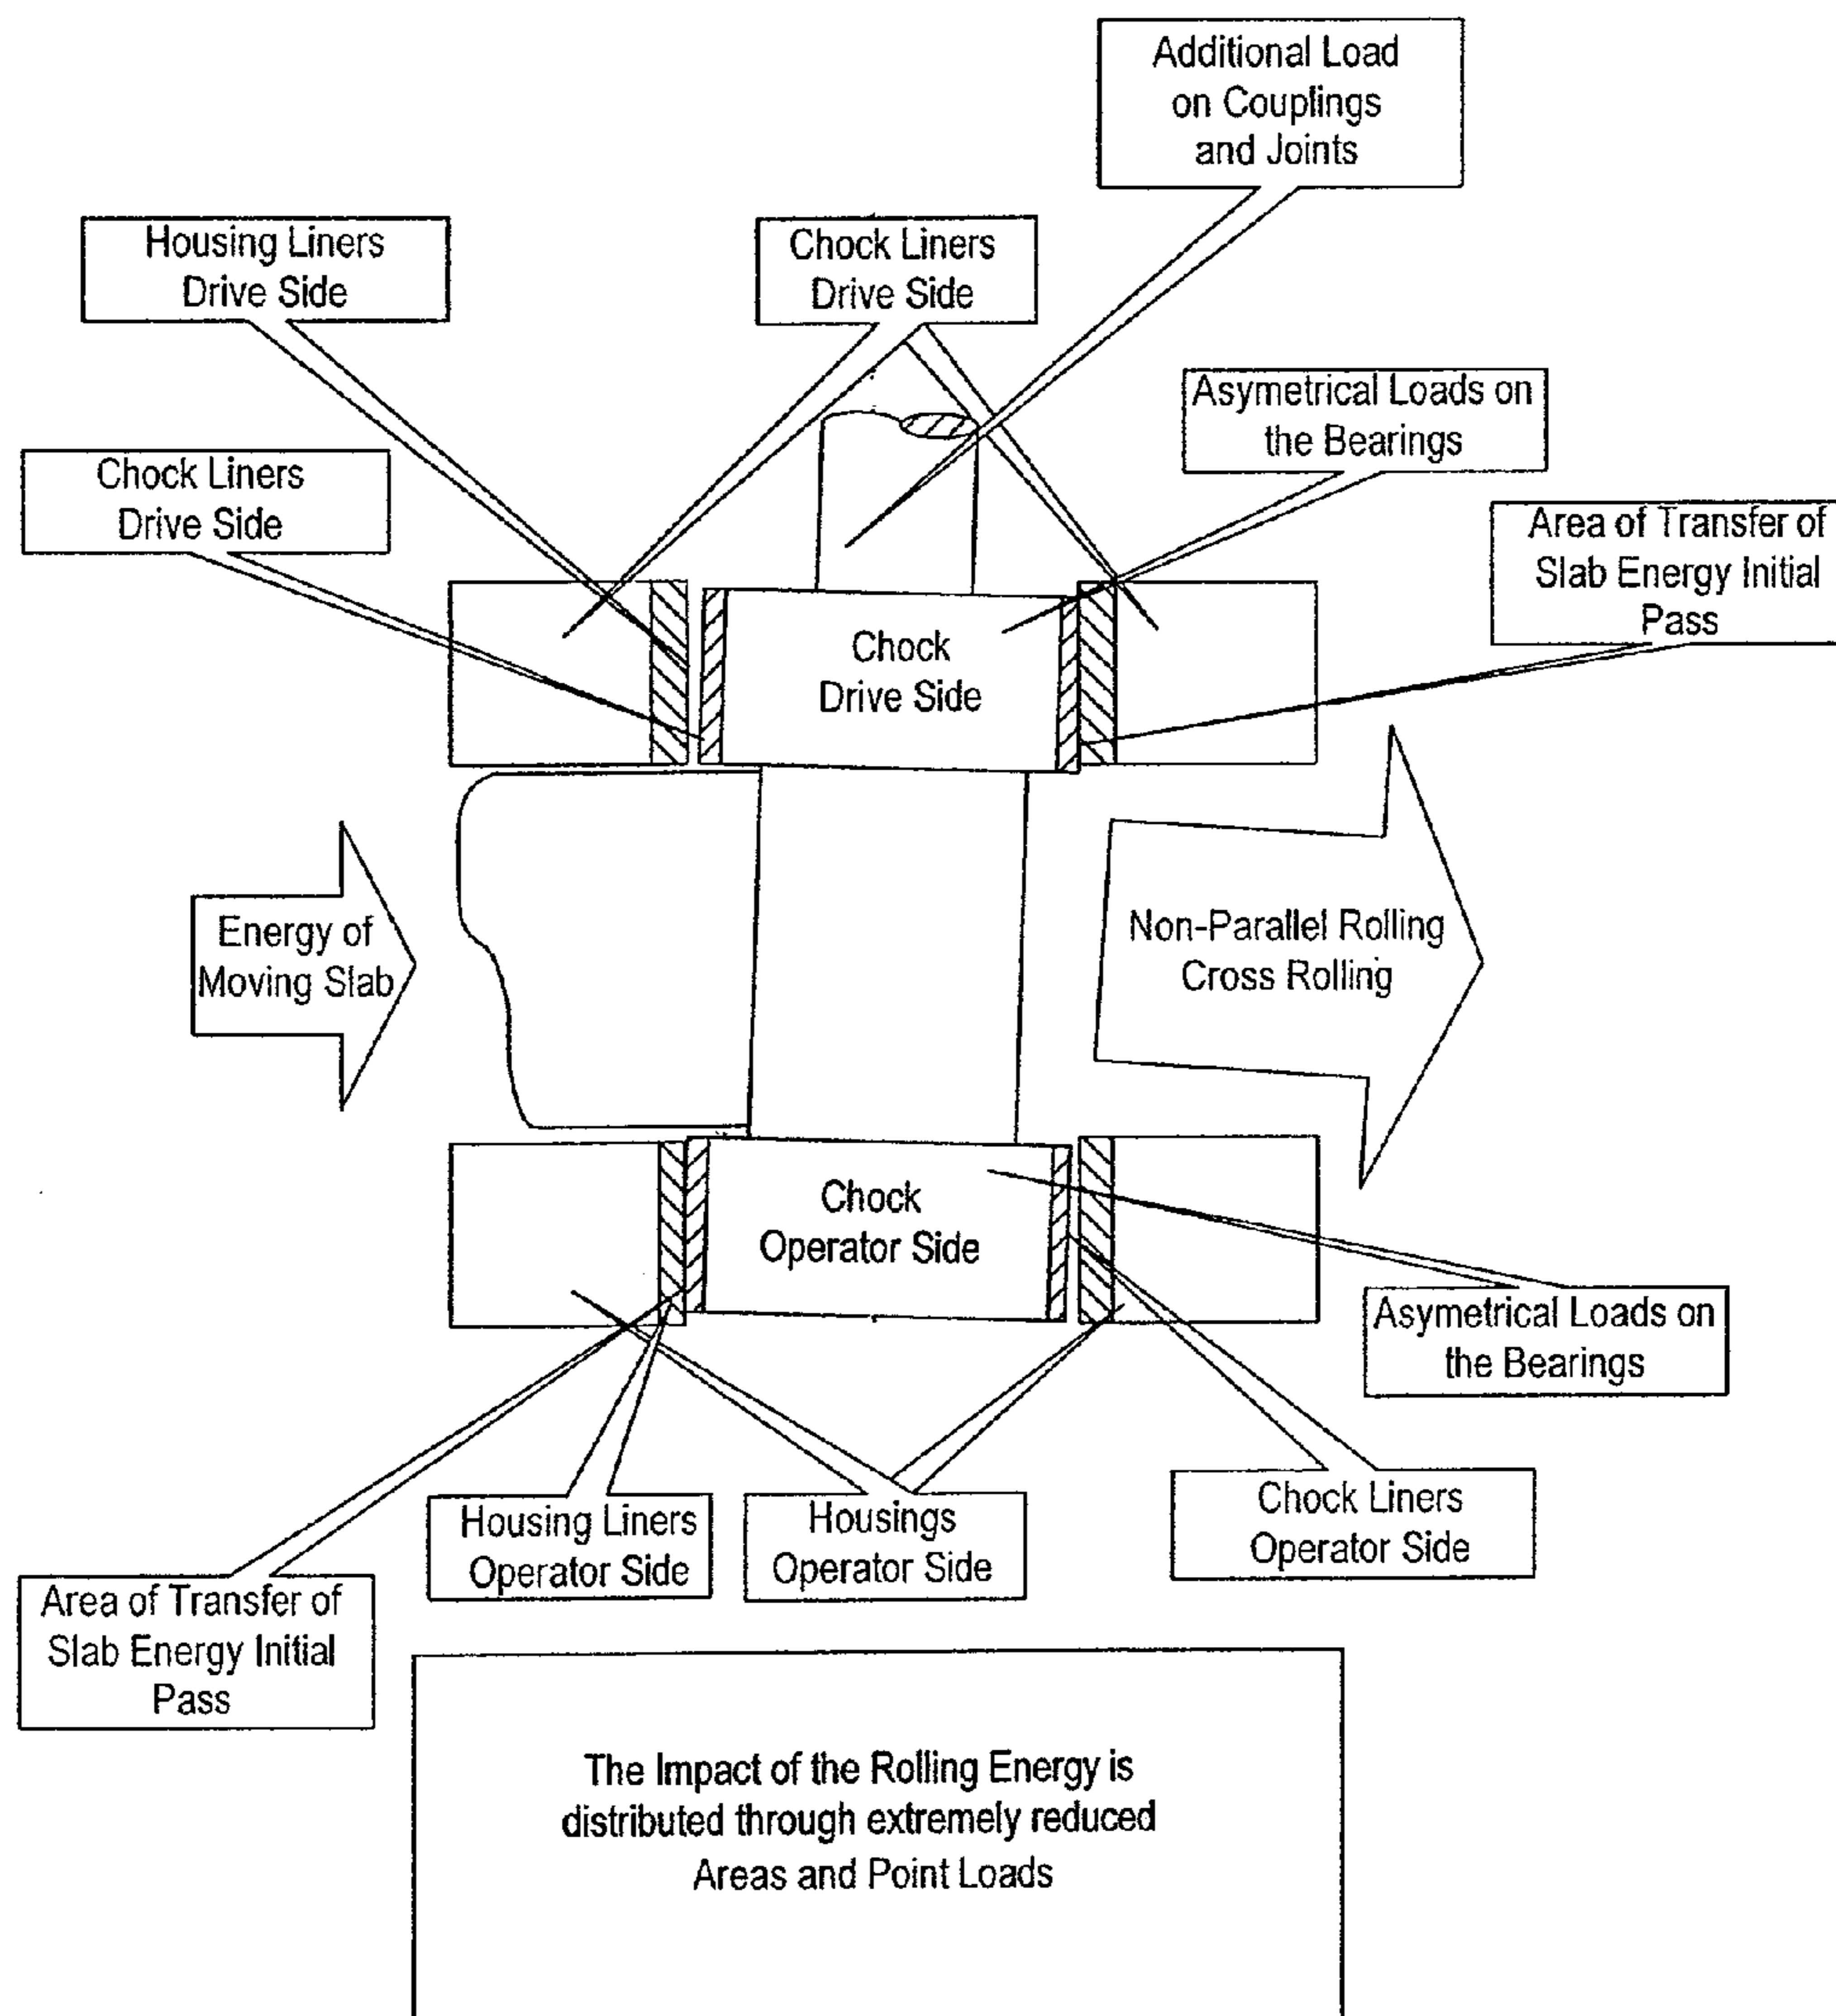 Additional Load
on Couplings
and Joints
Housing Liners
Drive Side
Chock Liners
Drive Side
Asymetrical Loads on
the Bearings
Chock Liners
Drive Side
Area of Transfer of
Slab Energy Initial
Pass
Chock
Drive Side
Energy of
Moving Slab
Non-Parallel Rolling
Cross Rolling
Chock
Operator Side
Asymetrical Loads on
the Bearings
Chock Liners
Operator Side
Housing Liners
Operator Side
Housings
Operator Side
Area of Transfer of
Slab Energy Initial
Pass
The Impact of the Rolling Energy is
distributed through extremely reduced
Areas and Point Loads